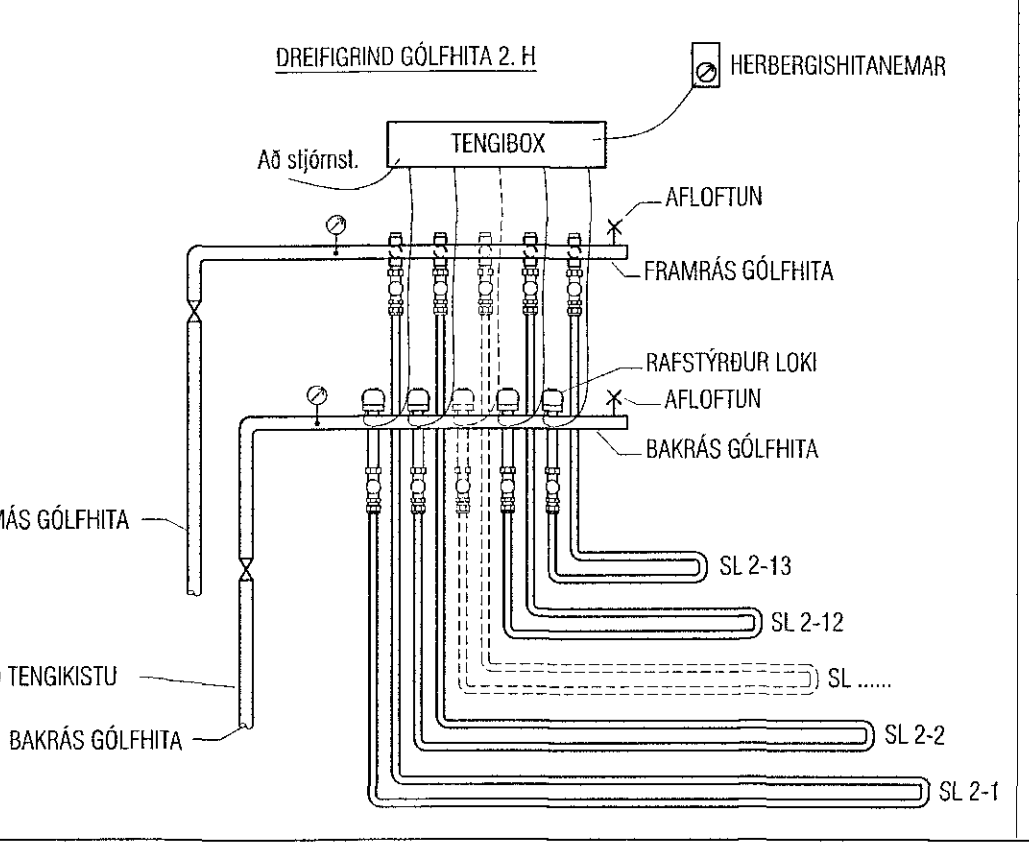 DREIFIGRIND GÓLFHITA 2. H
HERBERGISHITANEMAR
TENGIBOX
Að stjórnst.
AFLOFTUN
FRAMRÁS GÓLFHITA
RAFSTÝRÐUR LOKI
AFLOFTUN
BAKRÁS GÓLFHITA
GÓLFHITA
SL 2-13
SL 2-12
TENGIKISTU
SL ......
BAKRÁS GÓLFHITA
SL 2-2
SL 2-1